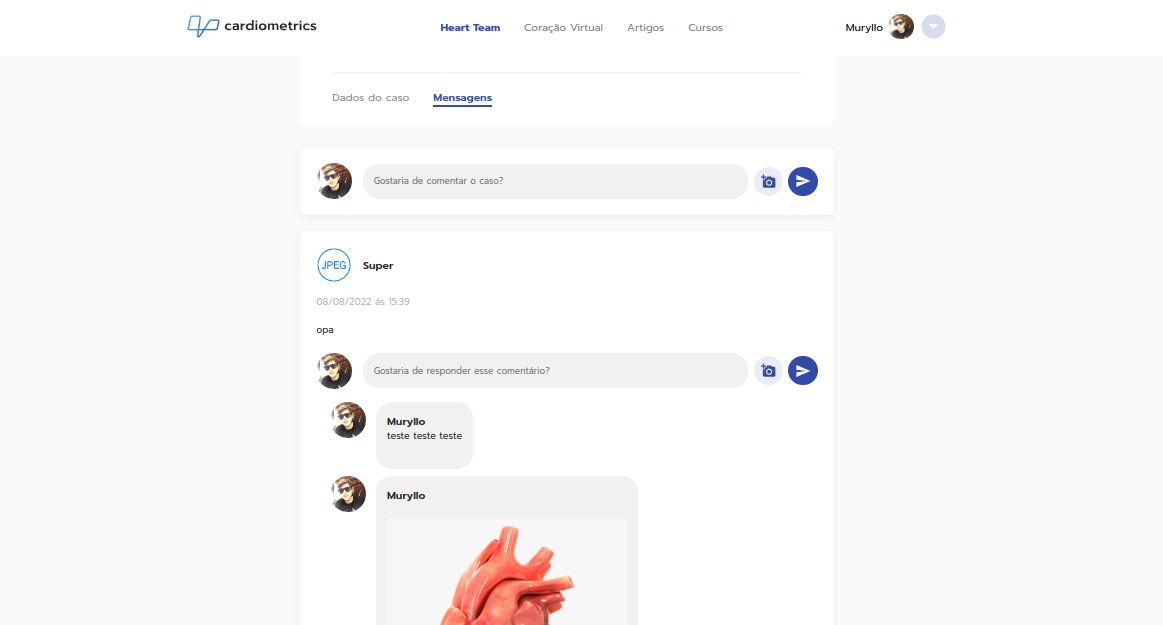 cardiometrics
Heart Team Coração Virtual Artigos Cursos
Muryllo
Dados do caso Mensagens
Gostaria de comentar o caso?
JPEG Super
08/08/2022 ás 15:39
opa
Gostaria de responder esse comentário?
Muryllo
teste teste teste
Muryllo